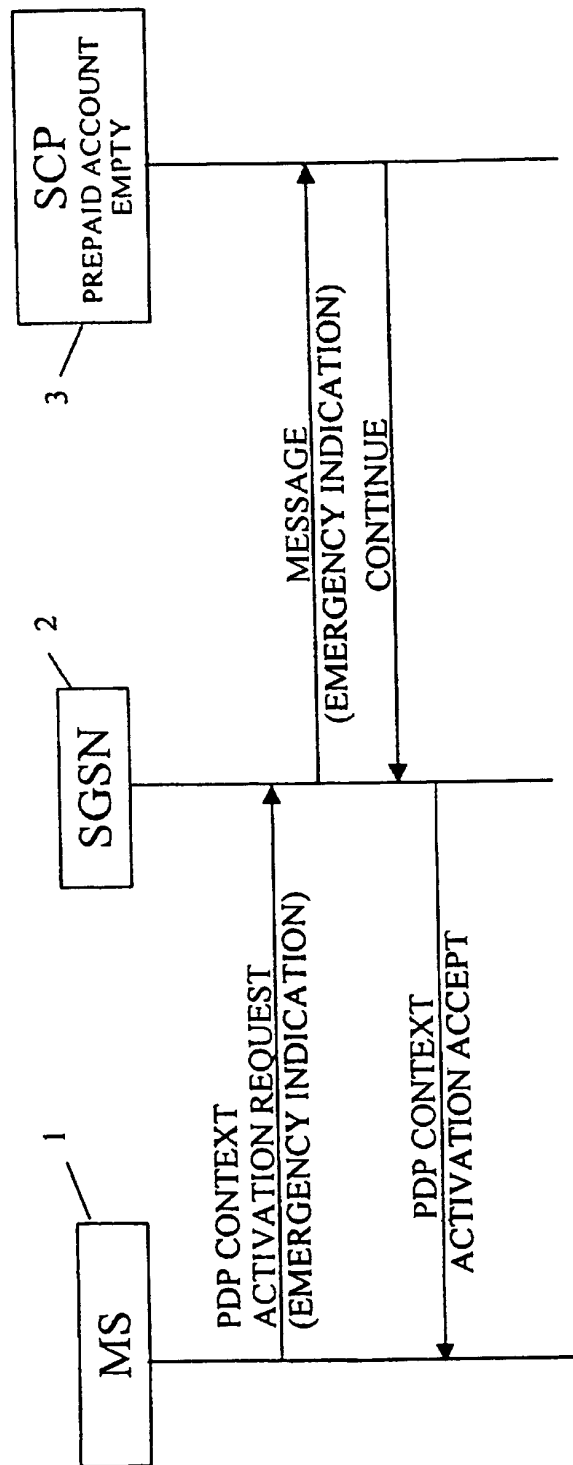 MS
1
SGSN
2
SCP
PREPAID ACCOUNT
EMPTY
3
PDP CONTEXT
ACTIVATION REQUEST
(EMERGENCY INDICATION)
MESSAGE
(EMERGENCY INDICATION)
CONTINUE
PDP CONTEXT
ACTIVATION ACCEPT